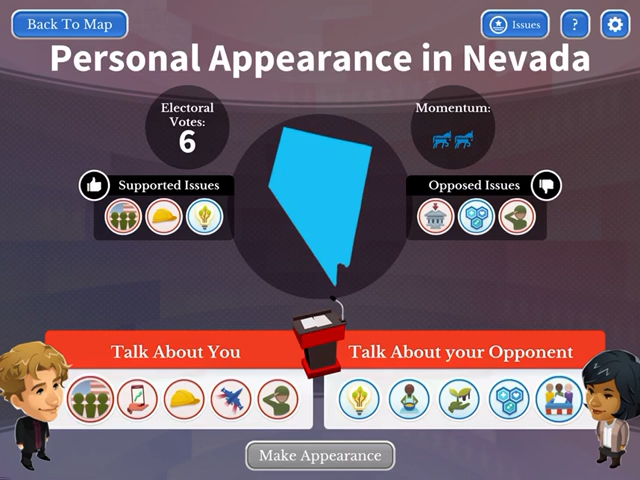 Back To Map
Issues
?
Personal Appearance in Nevada
Electoral
Votes:
6
Momentum:
Supported Issues
Opposed Issues
Talk About You
Talk About your Opponent
Make Appearance